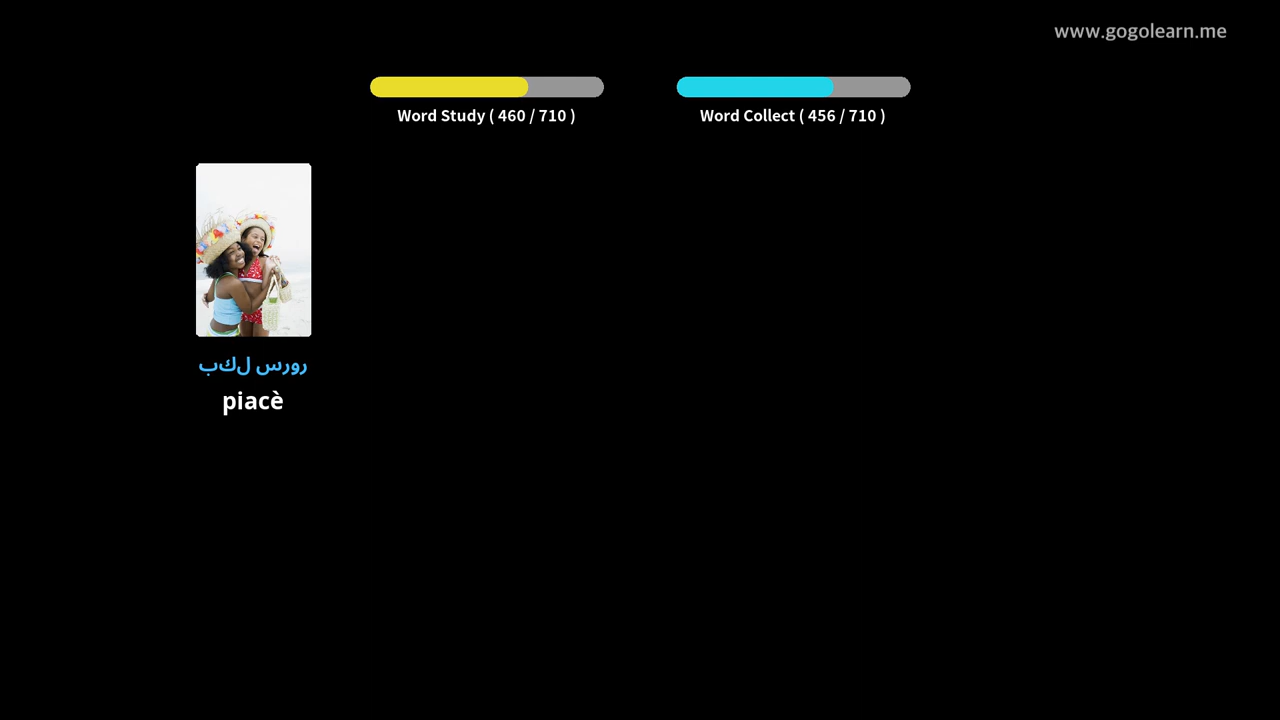 www.gogolearn.me
Word Study ( 460 / 710 )
Word Collect ( 456 / 710 )
بكل سرور
piacè